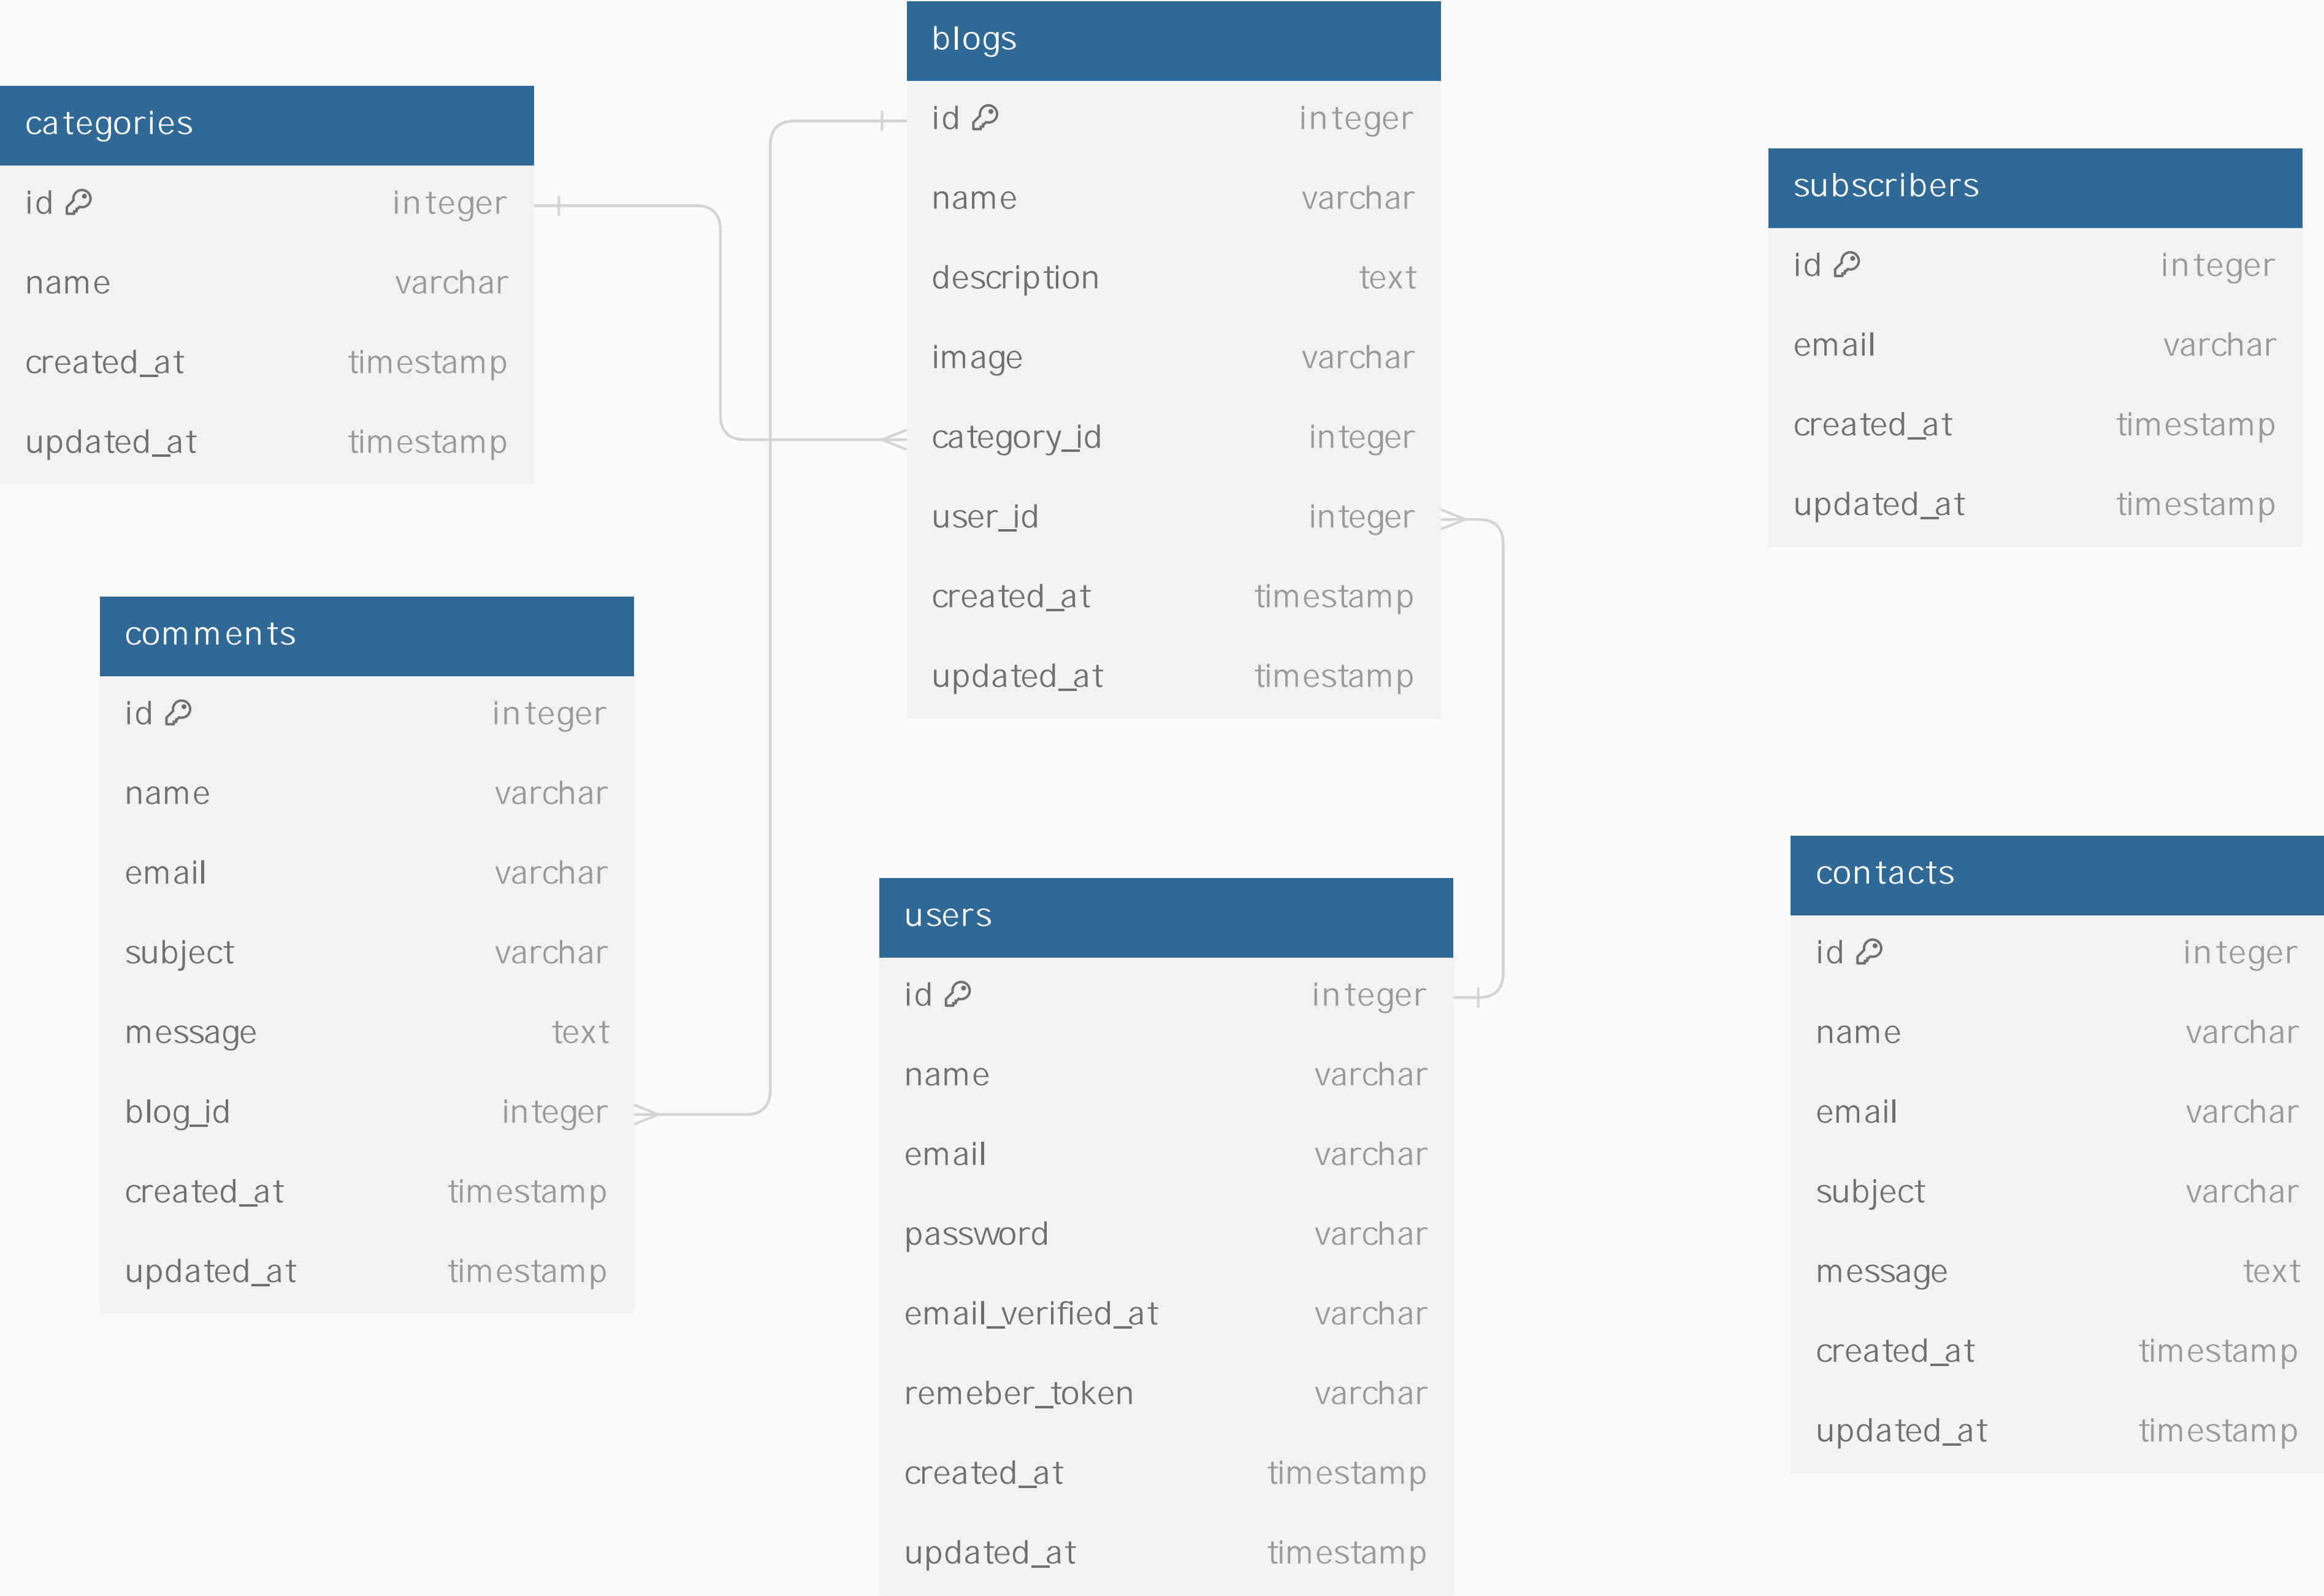 categories
id integer
name varchar
created_at timestamp
updated_at timestamp
comments
id integer
name varchar
email varchar
subject varchar
message text
blog_id integer
created_at timestamp
updated_at timestamp
blogs
id integer
name varchar
description text
image varchar
category_id integer
user_id integer
created_at timestamp
updated_at timestamp
users
id integer
name varchar
email varchar
password varchar
email_verified_at varchar
remeber_token varchar
created_at timestamp
updated_at timestamp
subscribers
id integer
email varchar
created_at timestamp
updated_at timestamp
contacts
id integer
name varchar
email varchar
subject varchar
message text
created_at timestamp
updated_at timestamp